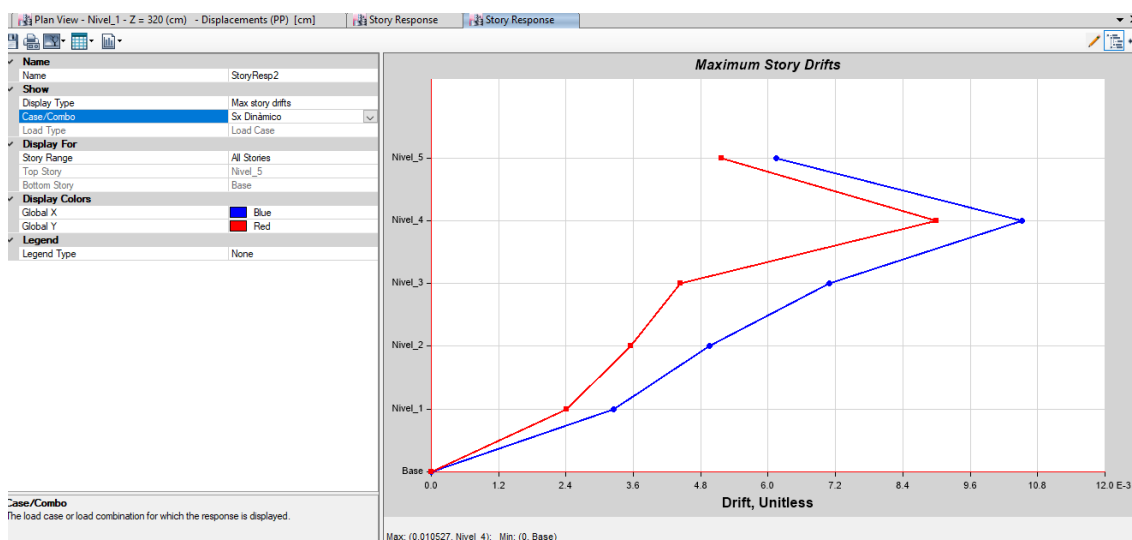 Plan View - Nivel_1 - Z = 320 (cm) - Displacements (PP) [cm]
Story Response
Story Response
Name
Name StoryResp2
Show
Display Type Max story drifts
Case/Combo Sx Dinámico
Load Type Load Case
Display For
Story Range All Stories
Top Story Nivel_5
Bottom Story Base
Display Colors
Global X Blue
Global Y Red
Legend
Legend Type None
Case/Combo
The load case or load combination for which the response is displayed.
Maximum Story Drifts
Nivel_5
Nivel_4
Nivel_3
Nivel_2
Nivel_1
Base
0.0 1.2 2.4 3.6 4.8 6.0 7.2 8.4 9.6 10.8 12.0 E-3
Drift, Unitless
Max: (0.010527, Nivel_4); Min: (0, Base)